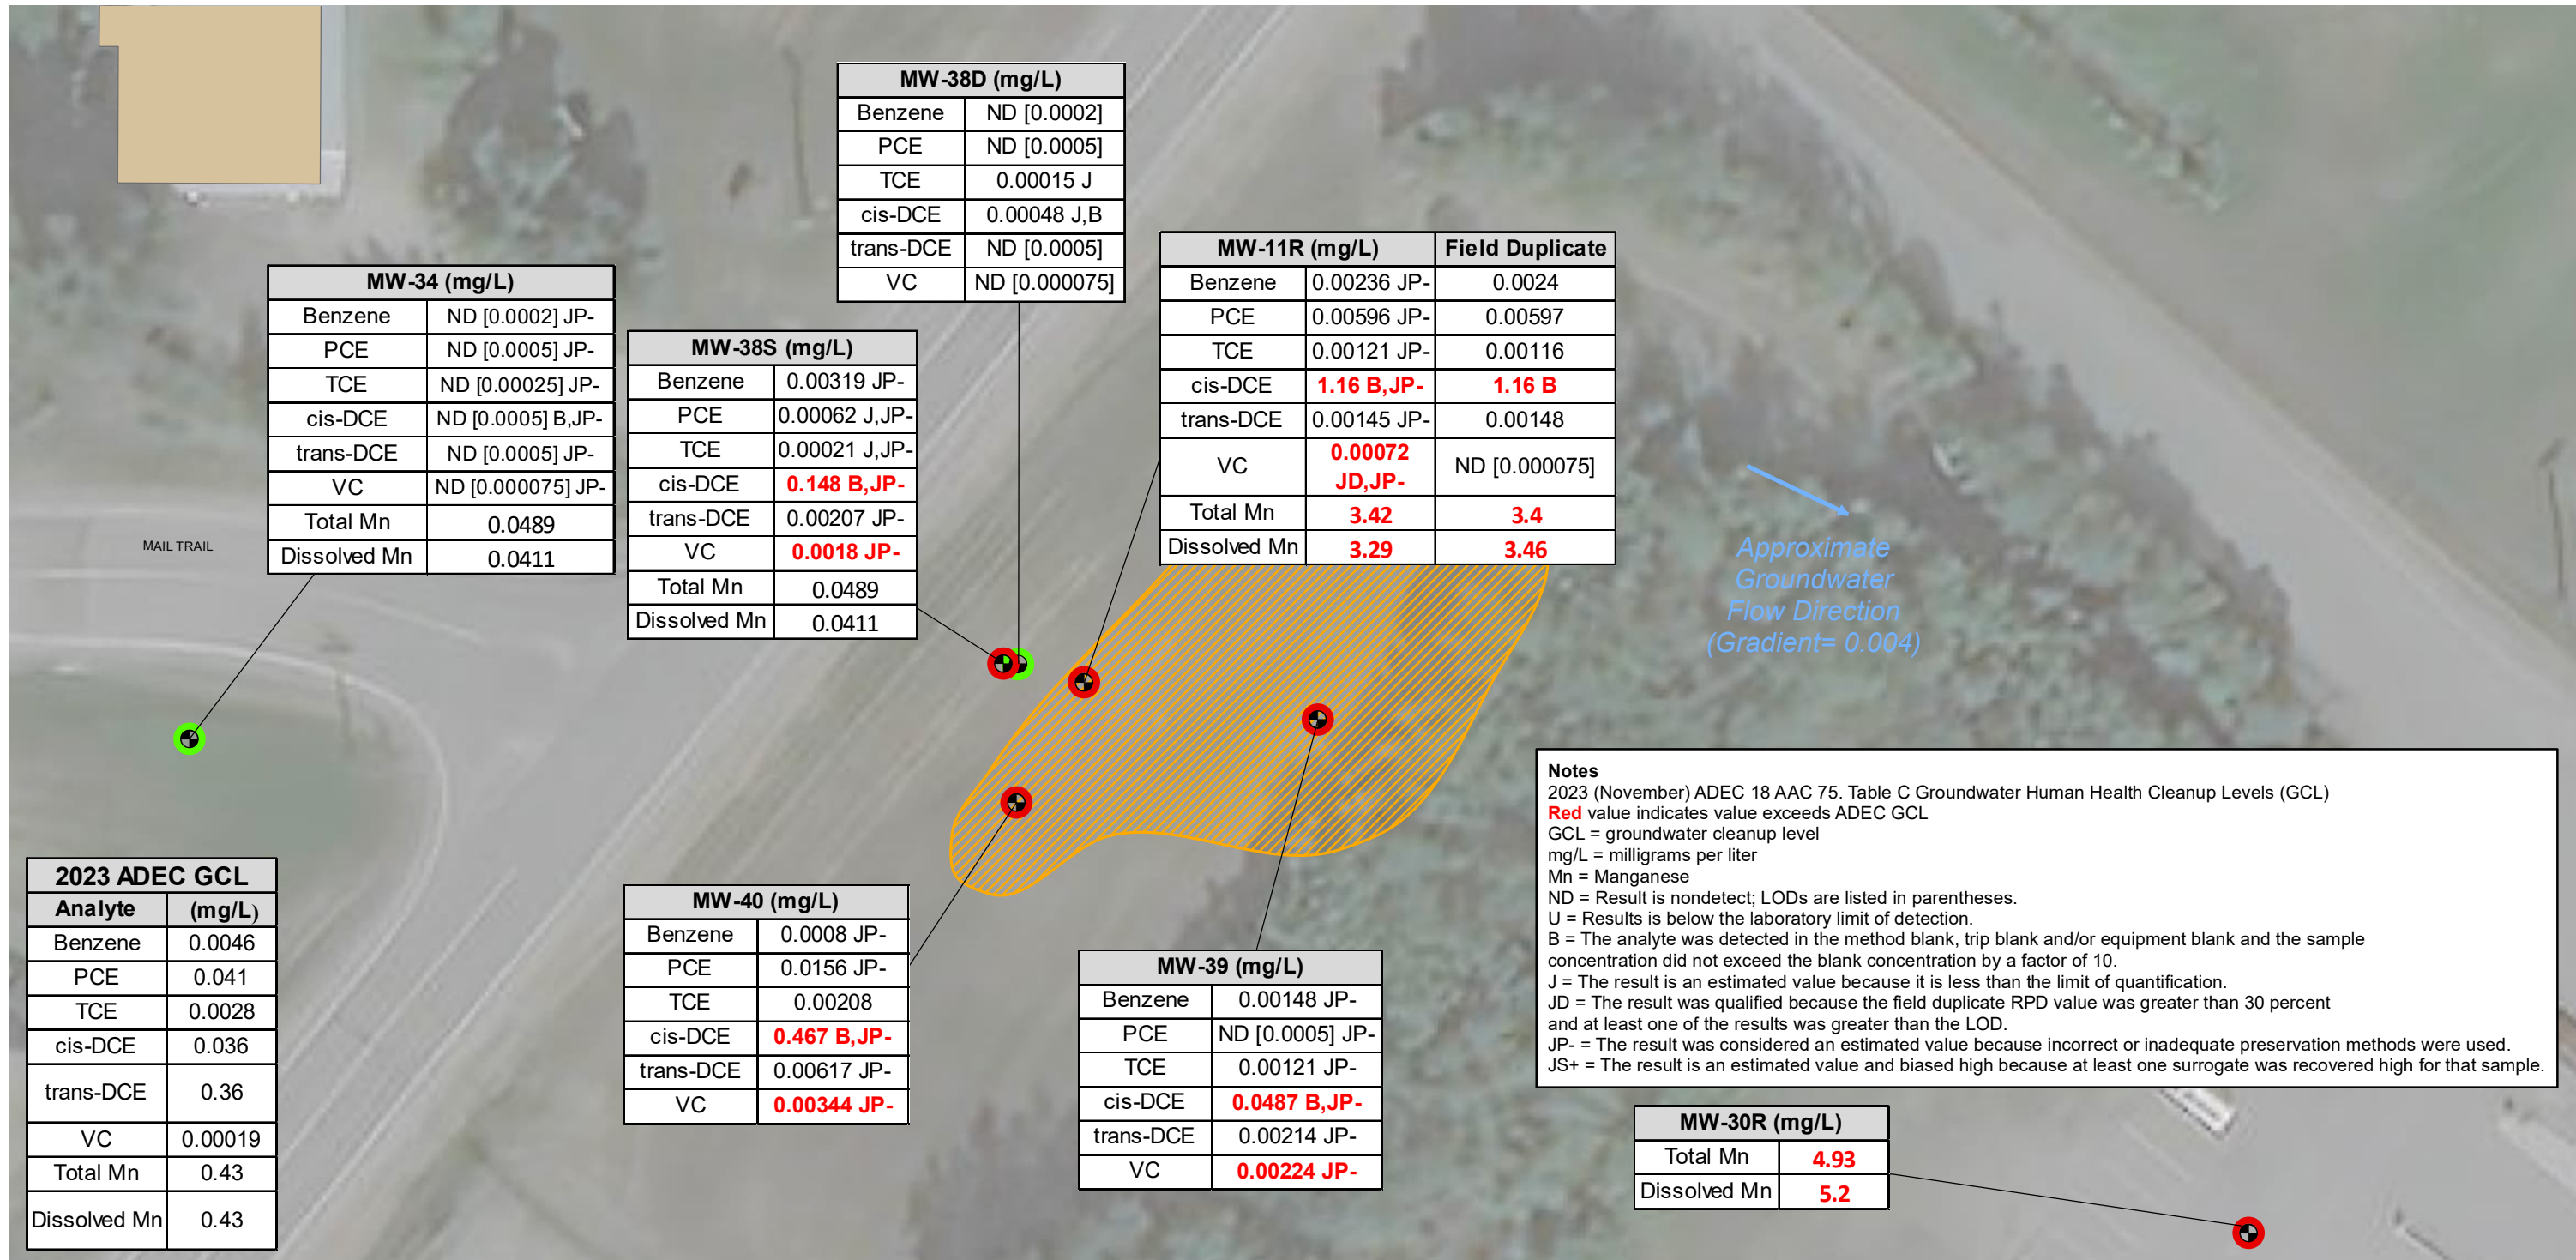 MW-38D (mg/L)
Benzene ND [0.0002]
PCE ND [0.0005]
TCE 0.00015 J
cis-DCE 0.00048 J,B
trans-DCE ND [0.0005]
VC ND [0.000075]
MW-34 (mg/L)
Benzene ND [0.0002] JP-
PCE ND [0.0005] JP-
TCE ND [0.00025] JP-
cis-DCE ND [0.0005] B,JP-
trans-DCE ND [0.0005] JP-
VC ND [0.000075] JP-
Total Mn 0.0489
Dissolved Mn 0.0411
MW-38S (mg/L)
Benzene 0.00319 JP-
PCE 0.00062 J,JP-
TCE 0.00021 J,JP-
cis-DCE 0.148 B,JP-
trans-DCE 0.00207 JP-
VC 0.0018 JP-
Total Mn 0.0489
Dissolved Mn 0.0411
MW-11R (mg/L) Field Duplicate
Benzene 0.00236 JP- 0.0024
PCE 0.00596 JP- 0.00597
TCE 0.00121 JP- 0.00116
cis-DCE 1.16 B,JP- 1.16 B
trans-DCE 0.00145 JP- 0.00148
VC 0.00072 JD,JP- ND [0.000075]
Total Mn 3.42 3.4
Dissolved Mn 3.29 3.46
MAIL TRAIL
Approximate
Groundwater
Flow Direction
(Gradient= 0.004)
2023 ADEC GCL
Analyte (mg/L)
Benzene 0.0046
PCE 0.041
TCE 0.0028
cis-DCE 0.036
trans-DCE 0.36
VC 0.00019
Total Mn 0.43
Dissolved Mn 0.43
MW-40 (mg/L)
Benzene 0.0008 JP-
PCE 0.0156 JP-
TCE 0.00208
cis-DCE 0.467 B,JP-
trans-DCE 0.00617 JP-
VC 0.00344 JP-
MW-39 (mg/L)
Benzene 0.00148 JP-
PCE ND [0.0005] JP-
TCE 0.00121 JP-
cis-DCE 0.0487 B,JP-
trans-DCE 0.00214 JP-
VC 0.00224 JP-
Notes
2023 (November) ADEC 18 AAC 75. Table C Groundwater Human Health Cleanup Levels (GCL)
Red value indicates value exceeds ADEC GCL
GCL = groundwater cleanup level
mg/L = milligrams per liter
Mn = Manganese
ND = Result is nondetect; LODs are listed in parentheses.
U = Results is below the laboratory limit of detection.
B = The analyte was detected in the method blank, trip blank and/or equipment blank and the sample
concentration did not exceed the blank concentration by a factor of 10.
J = The result is an estimated value because it is less than the limit of quantification.
JD = The result was qualified because the field duplicate RPD value was greater than 30 percent
and at least one of the results was greater than the LOD.
JP- = The result was considered an estimated value because incorrect or inadequate preservation methods were used.
JS+ = The result is an estimated value and biased high because at least one surrogate was recovered high for that sample.
MW-30R (mg/L)
Total Mn 4.93
Dissolved Mn 5.2